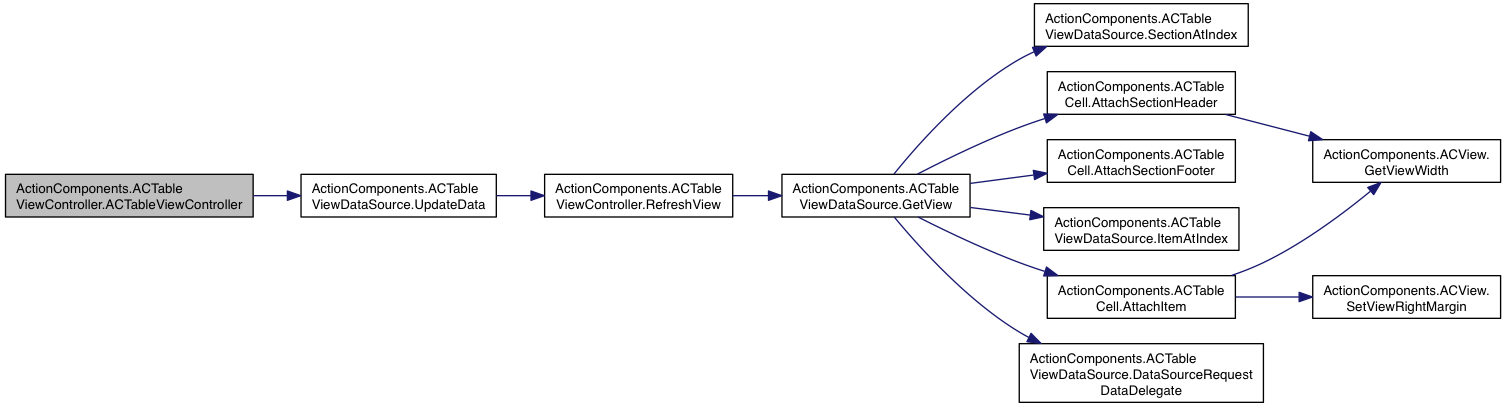 ActionComponents.ACTable
ViewController.ACTableViewController
ActionComponents.ACTable
ViewDataSource.UpdateData
ActionComponents.ACTable
ViewController.RefreshView
ActionComponents.ACTable
ViewDataSource.GetView
ActionComponents.ACTable
ViewDataSource.SectionAtIndex
ActionComponents.ACTable
Cell.AttachSectionHeader
ActionComponents.ACTable
Cell.AttachSectionFooter
ActionComponents.ACTable
ViewDataSource.ItemAtIndex
ActionComponents.ACTable
Cell.AttachItem
ActionComponents.ACTable
ViewDataSource.DataSourceRequest
DataDelegate
ActionComponents.ACView.
GetViewWidth
ActionComponents.ACView.
SetViewRightMargin